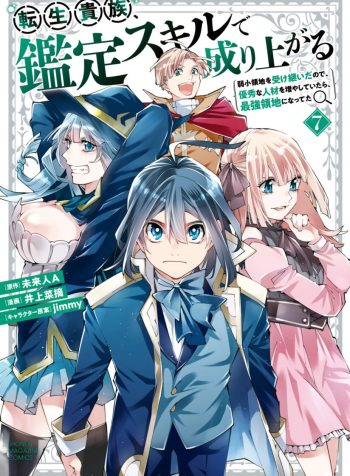 転生貴族、
鑑定スキルで
成り上がる
弱小領地を受け継いだので、
優秀な人材を増やしていたら、
最強領地になってた
7
[原作]未来人A
[漫画]井上菜摘
[キャラクター原案]jimmy